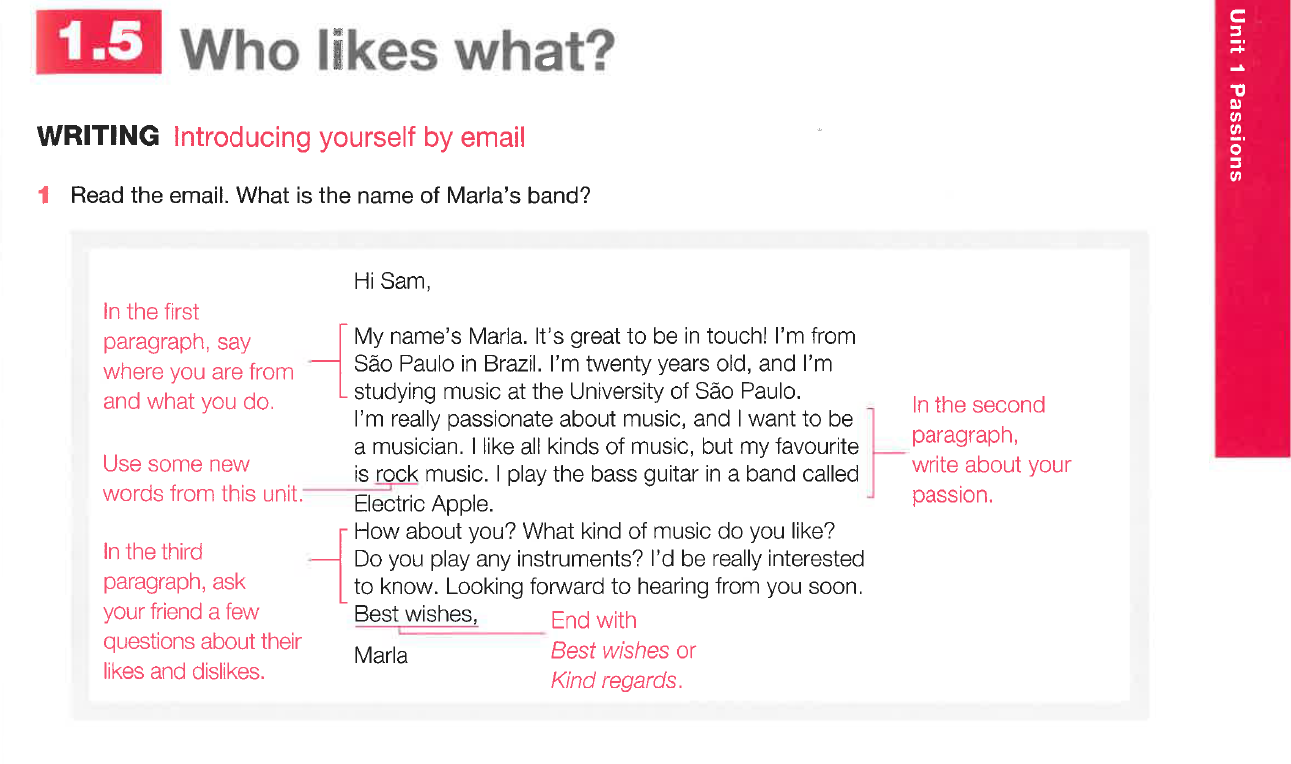 1.5 Who likes what?
WRITING Introducing yourself by email
1 Read the email. What is the name of Marla's band?
Hi Sam,
In the first
paragraph, say
where you are from
and what you do.
My name's Marla. It's great to be in touch! I'm from
São Paulo in Brazil. I'm twenty years old, and I'm
studying music at the University of São Paulo.
I'm really passionate about music, and I want to be
a musician. I like all kinds of music, but my favourite
is rock music. I play the bass guitar in a band called
Electric Apple.
In the second
paragraph,
write about your
passion.
Use some new
words from this unit.
How about you? What kind of music do you like?
Do you play any instruments? I'd be really interested
to know. Looking forward to hearing from you soon.
In the third
paragraph, ask
your friend a few
questions about their
likes and dislikes.
Best wishes,
Marla
End with
Best wishes or
Kind regards.
Unit 1 Passions